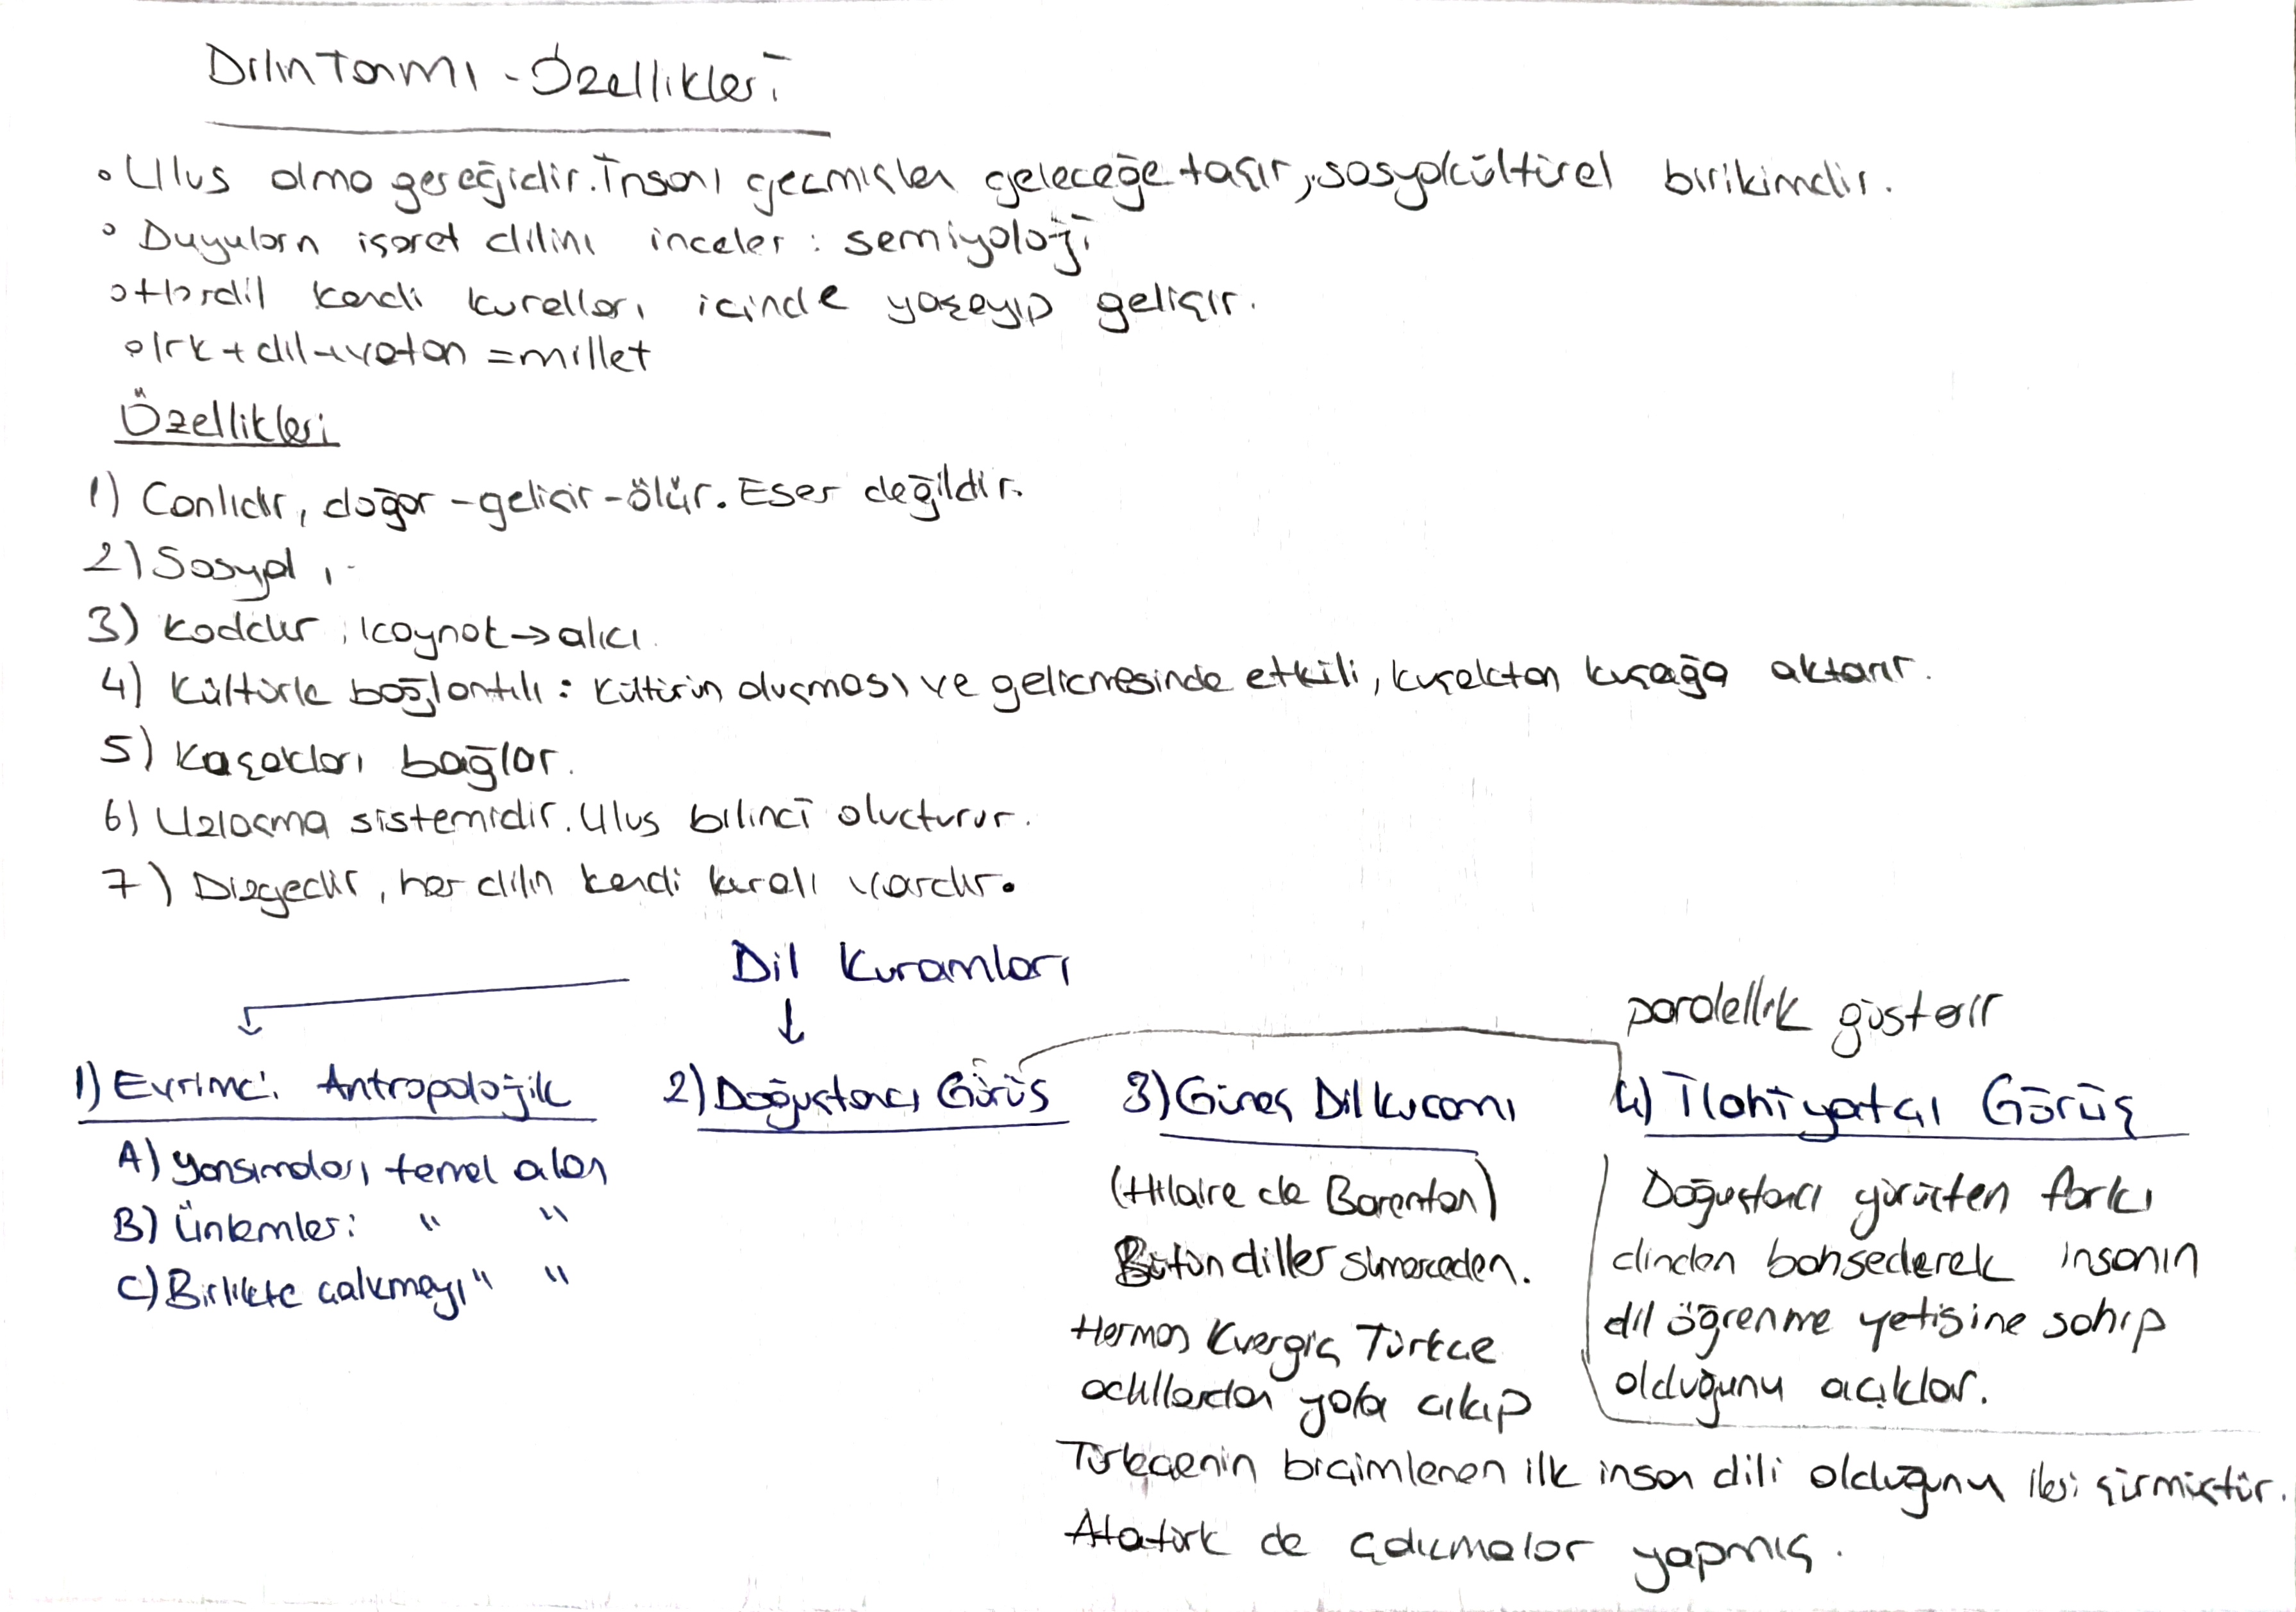 Dilin Tanımı - Özellikleri
◦ Ulus olma gereğidir. İnsanı geçmişten geleceğe taşır, sosyokültürel birikimdir.
◦ Duyuların işaret dilini inceler : semiyoloji
◦ Her dil kendi kuralları içinde yaşayıp gelişir.
◦ Irk + dil + vatan = millet
Özellikleri
1) Canlıdır, doğar - gelişir - ölür. Eser değildir.
2) Sosyal,
3) Koddur, kaynak → alıcı.
4) Kültürle bağlantılı : Kültürün oluşması ve gelişmesinde etkili, kuşaktan kuşağa aktarır.
5) Kuşakları bağlar.
6) Uzlaşma sistemidir. Ulus bilinci oluşturur.
7) Dizgedir, her dilin kendi kuralı vardır.
Dil Kuramları
paralellik gösterir
1) Evrimci Antropolojik 2) Doğuştancı Görüş 3) Güneş Dil kuramı 4) İlahiyatçı Görüş
A) Yansımaları temel alan
B) Ünlemleri " "
C) Birlikte çalışmayı " "
(Hilaire de Barenton)
Bütün diller sümerceden.
Herman Kvergiç Türkçe
adıllardan yola çıkıp
Türkçenin biçimlenen ilk insan dili olduğunu ileri sürmüştür.
Atatürk de çalışmalar yapmış.
Doğuştancı görüşten farkı
dinden bahsederek insanın
dil öğrenme yetisine sahip
olduğunu açıklar.